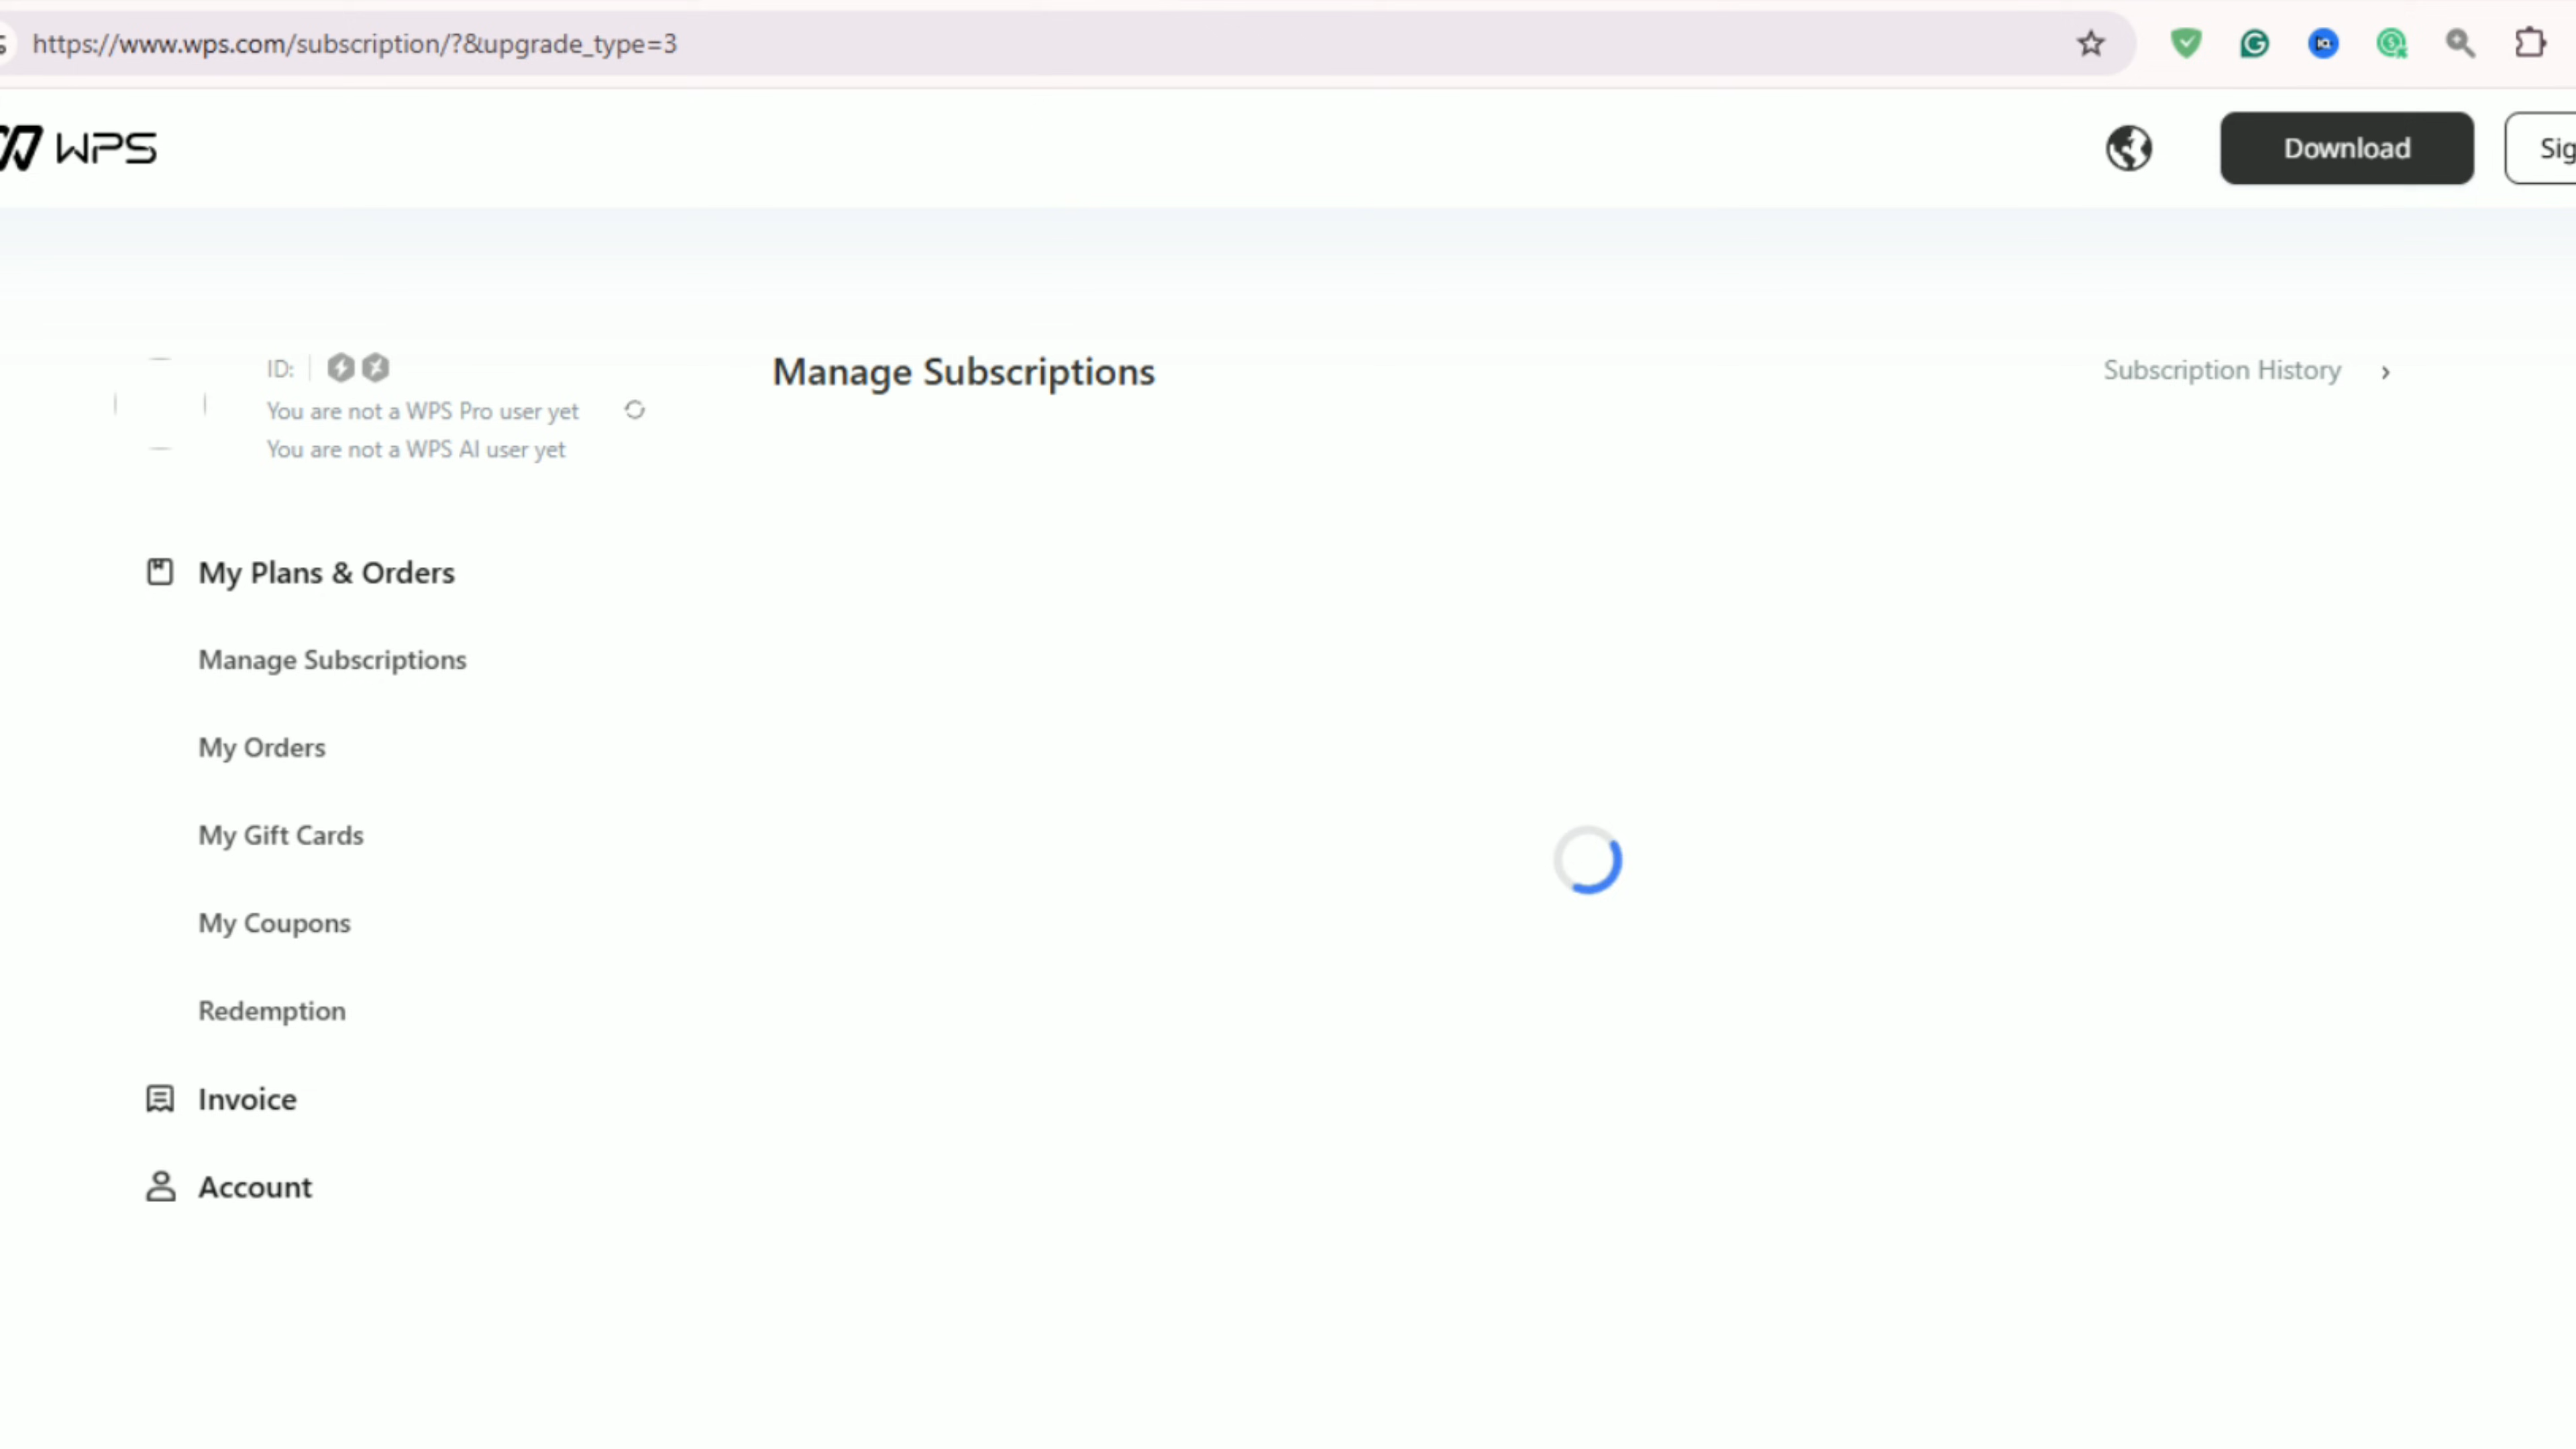 https://www.wps.com/subscription/?&upgrade_type=3
WPS
Download
ID:
You are not a WPS Pro user yet
You are not a WPS AI user yet
Manage Subscriptions
Subscription History
My Plans & Orders
Manage Subscriptions
My Orders
My Gift Cards
My Coupons
Redemption
Invoice
Account